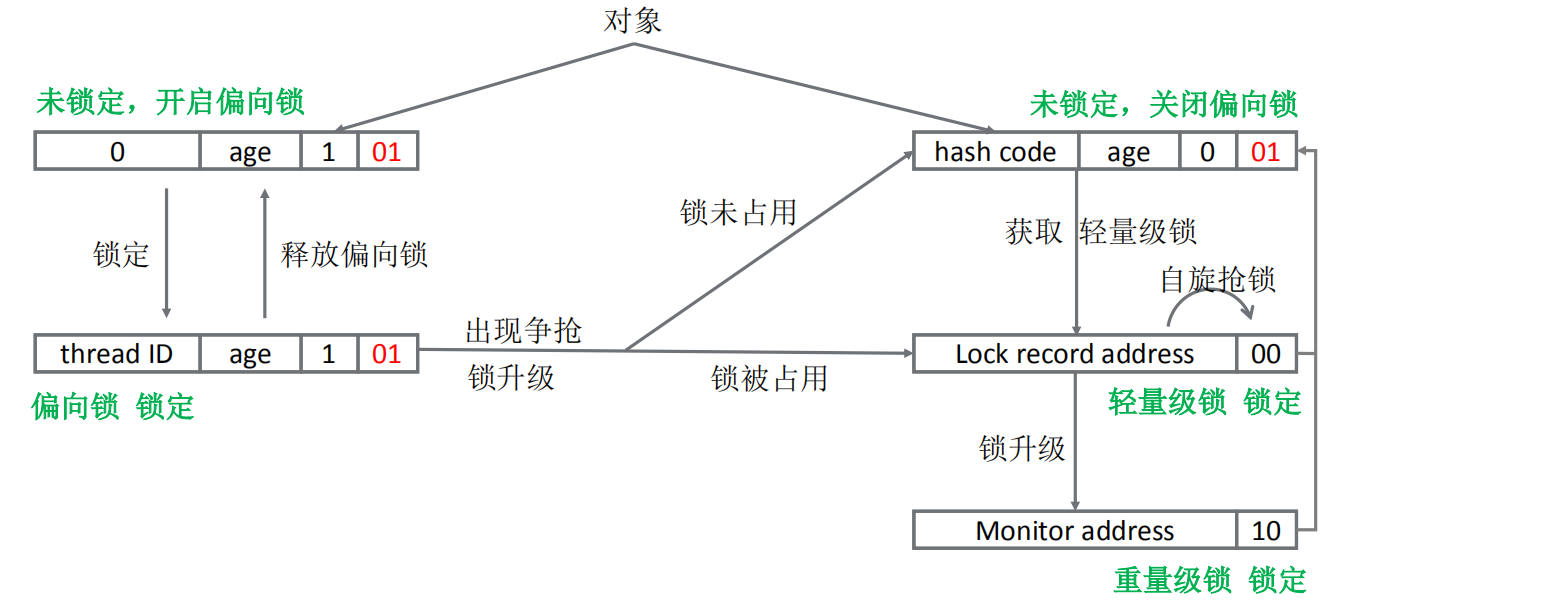 对象
未锁定，开启偏向锁
未锁定，关闭偏向锁
0 age 1 01
hash code age 0 01
锁未占用
获取 轻量级锁
锁定
释放偏向锁
自旋抢锁
出现争抢
thread ID age 1 01
Lock record address 00
锁升级
锁被占用
偏向锁 锁定
轻量级锁 锁定
锁升级
Monitor address 10
重量级锁 锁定